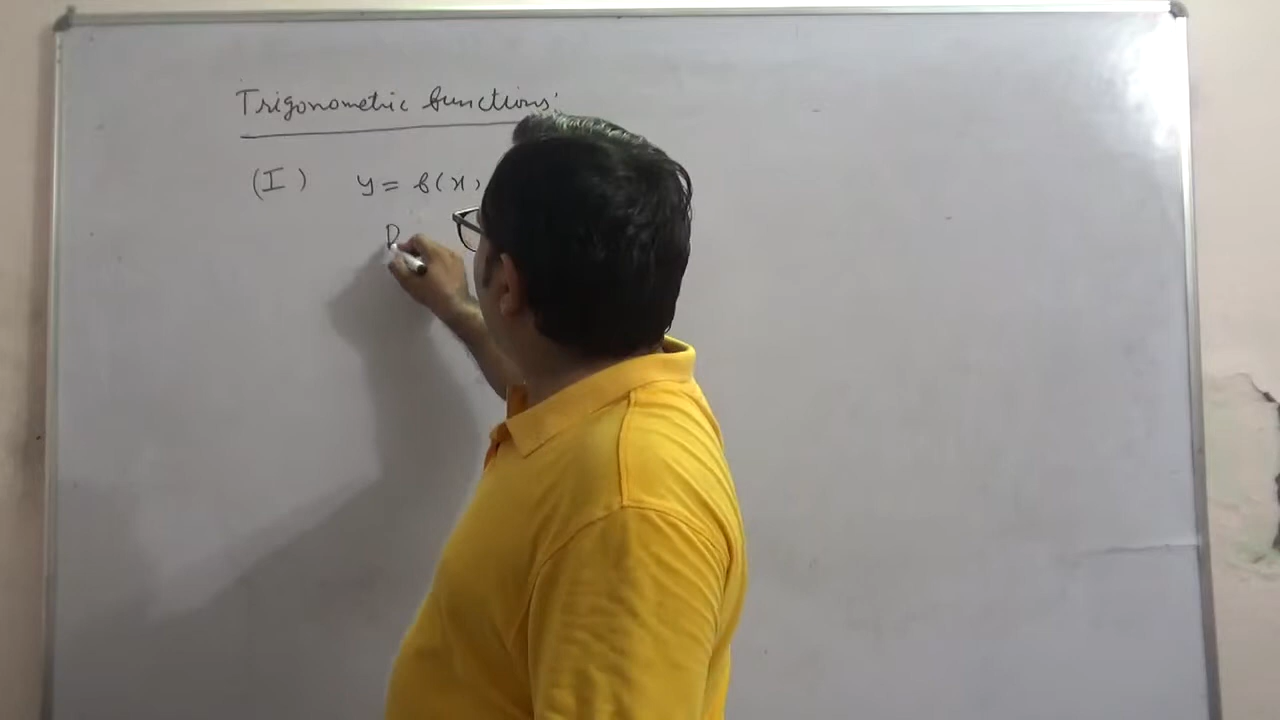 Trigonometric functions:
(I) y = f(x)
D